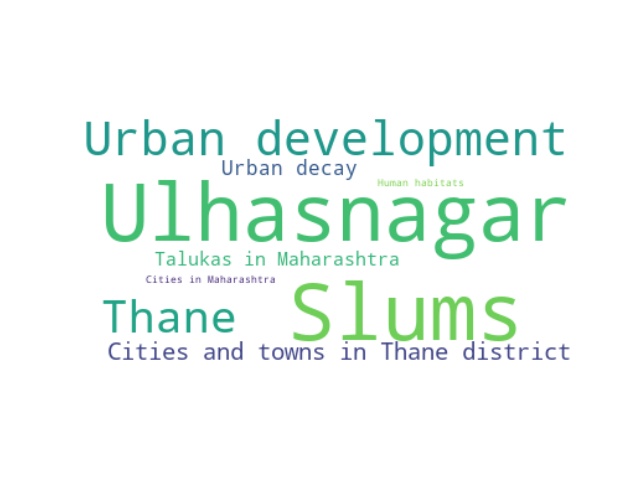 Urban development
Urban decay
Human habitats
Ulhasnagar
Talukas in Maharashtra
Cities in Maharashtra
Thane
Slums
Cities and towns in Thane district